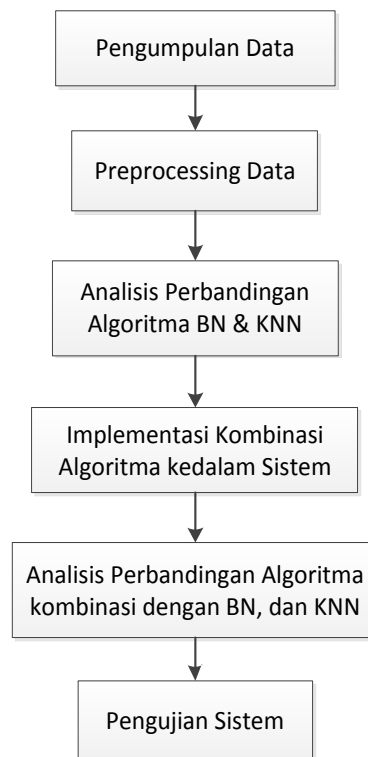 Pengumpulan Data
Preprocessing Data
Analisis Perbandingan
Algoritma BN & KNN
Implementasi Kombinasi
Algoritma kedalam Sistem
Analisis Perbandingan Algoritma
kombinasi dengan BN, dan KNN
Pengujian Sistem